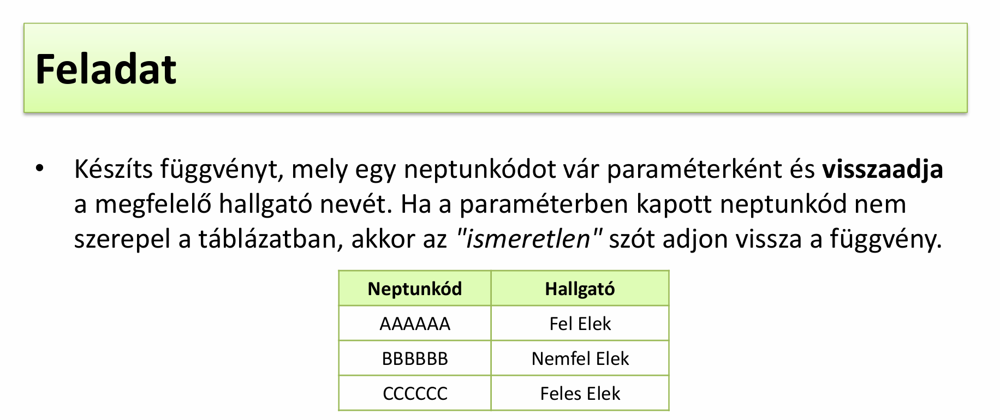 Feladat
• Készíts függvényt, mely egy neptunkódot vár paraméterként és visszaadja
a megfelelő hallgató nevét. Ha a paraméterben kapott neptunkód nem
szerepel a táblázatban, akkor az "ismeretlen" szót adjon vissza a függvény.
Neptunkód Hallgató
AAAAAA Fel Elek
BBBBBB Nemfel Elek
CCCCCC Feles Elek